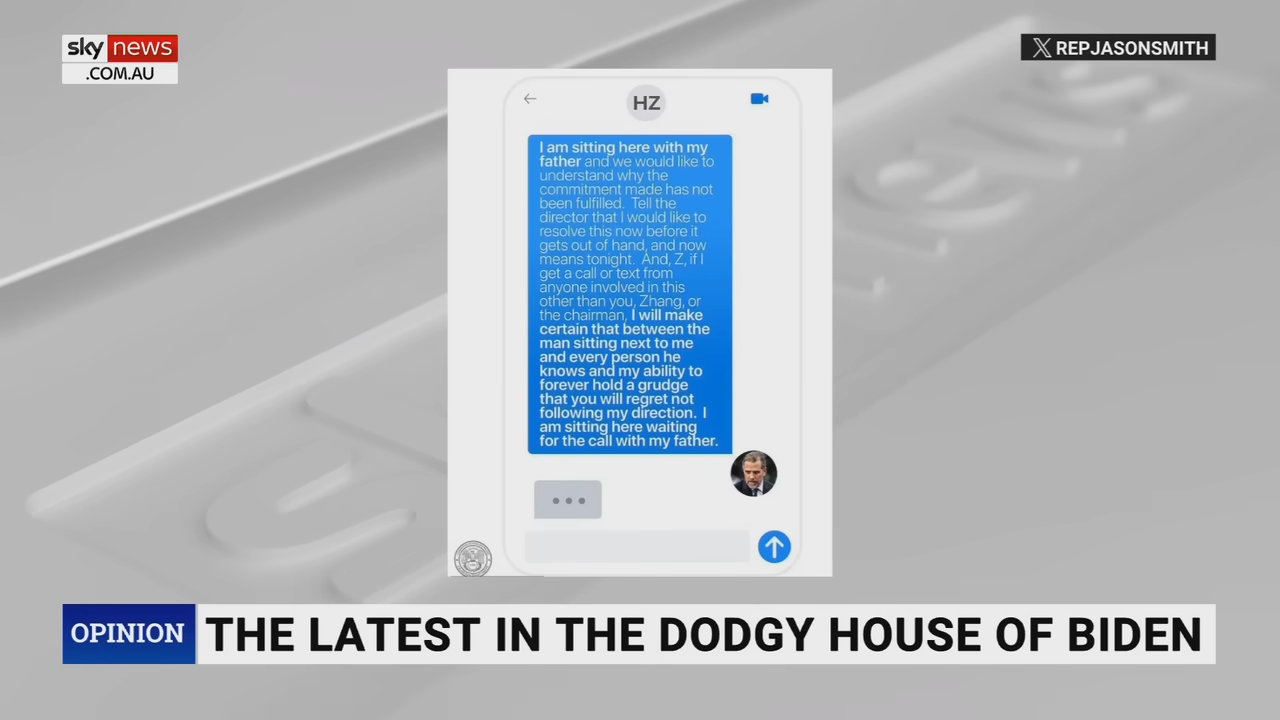 sky news
.COM.AU
X REPJASONSMITH
HZ
I am sitting here with my
father and we would like to
understand why the
commitment made has not
been fulfilled.  Tell the
director that I would like to
resolve this now before it
gets out of hand, and now
means tonight.  And, Z, if I
get a call or text from
anyone involved in this
other than you, Zhang, or
the chairman, I will make
certain that between the
man sitting next to me
and every person he
knows and my ability to
forever hold a grudge
that you will regret not
following my direction.  I
am sitting here waiting
for the call with my father.
OPINION
THE LATEST IN THE DODGY HOUSE OF BIDEN